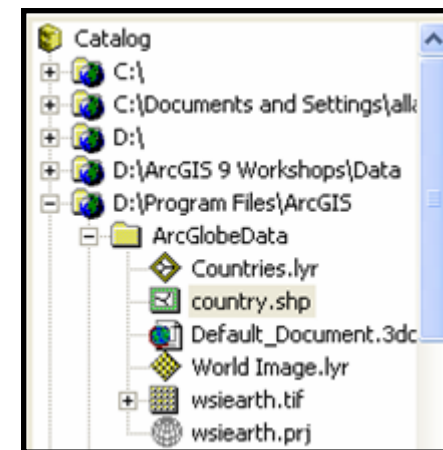 Catalog
C:\
C:\Documents and Settings\alla
D:\
D:\ArcGIS 9 Workshops\Data
D:\Program Files\ArcGIS
ArcGlobeData
Countries.lyr
country.shp
Default_Document.3dc
World Image.lyr
wsiearth.tif
wsiearth.prj